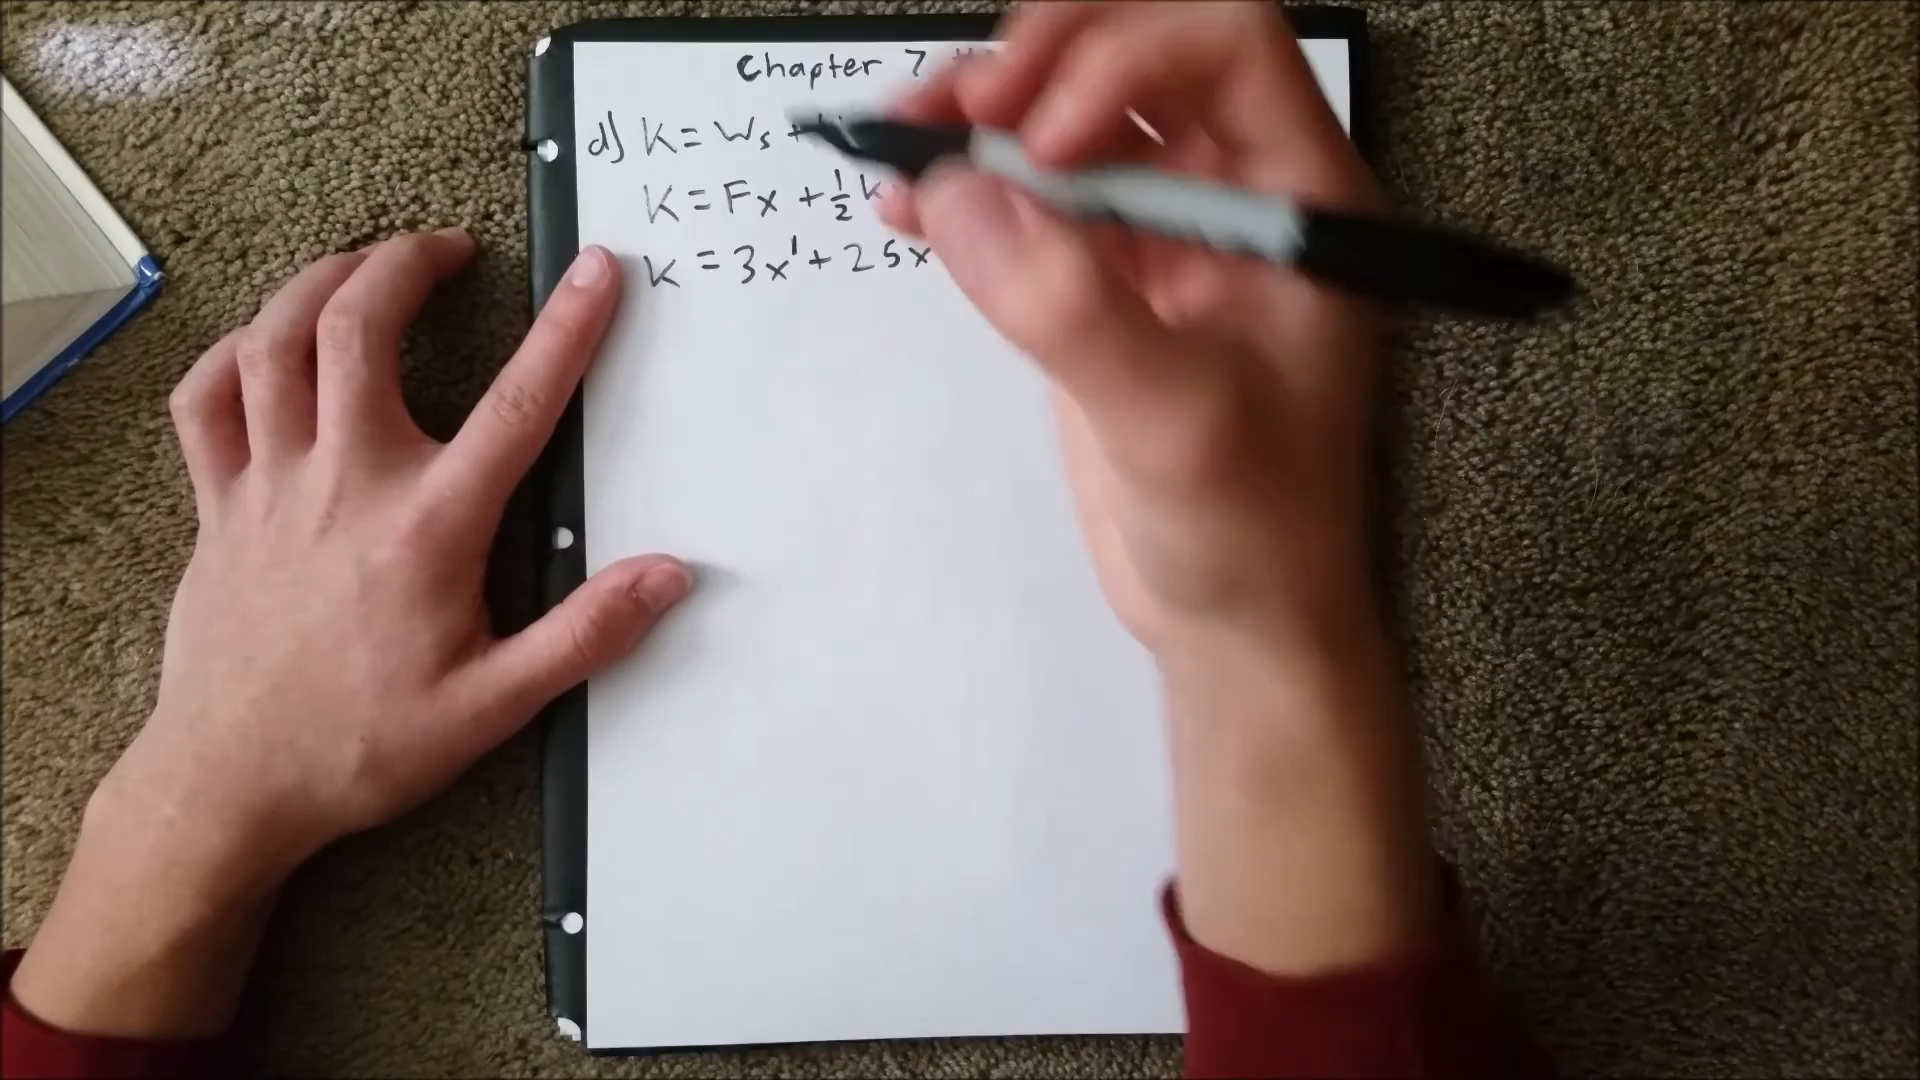 Chapter 7
d) K = Ws +
K = Fx + 1/2 k
K = 3x' + 25x